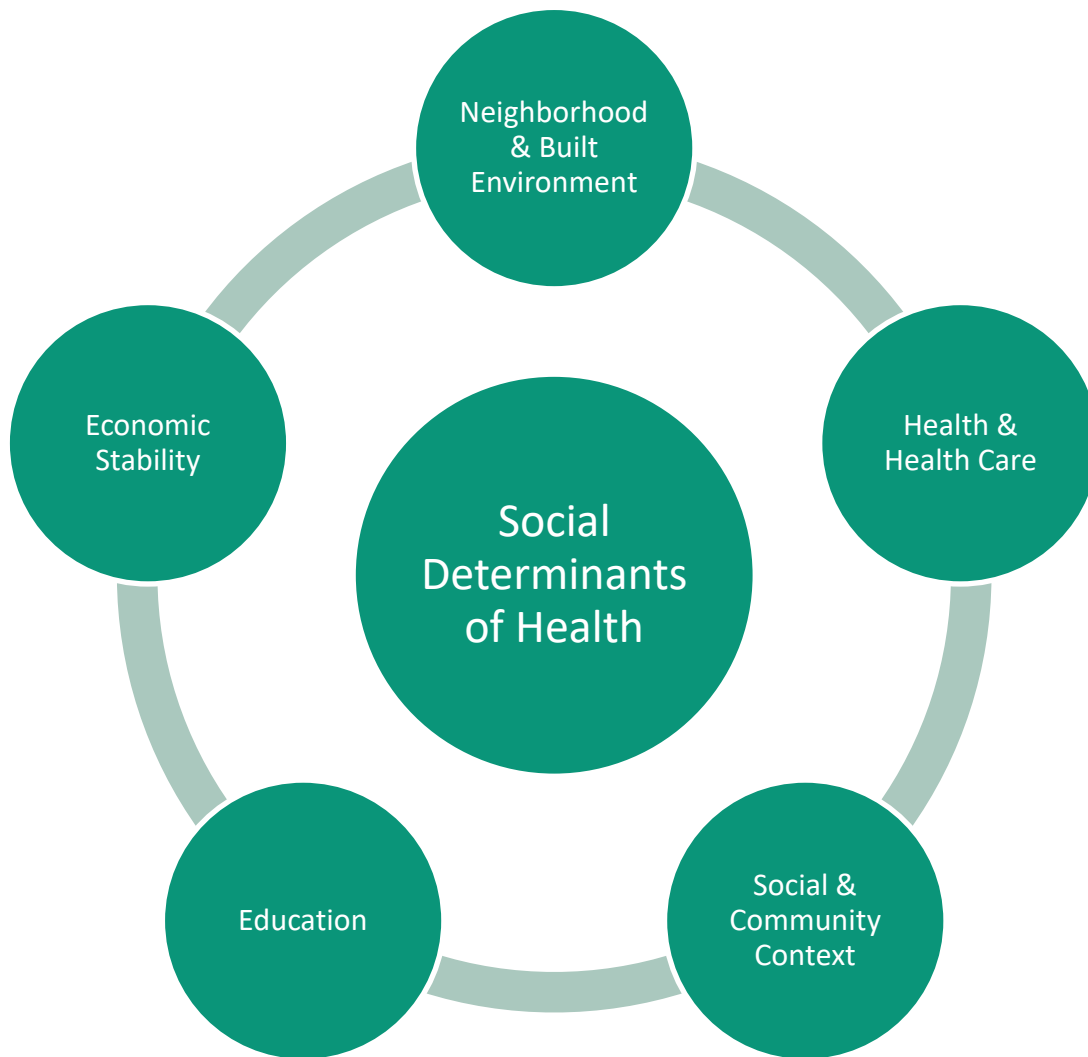 Neighborhood
& Built
Environment
Health &
Health Care
Social &
Community
Context
Education
Economic
Stability
Social
Determinants
of Health